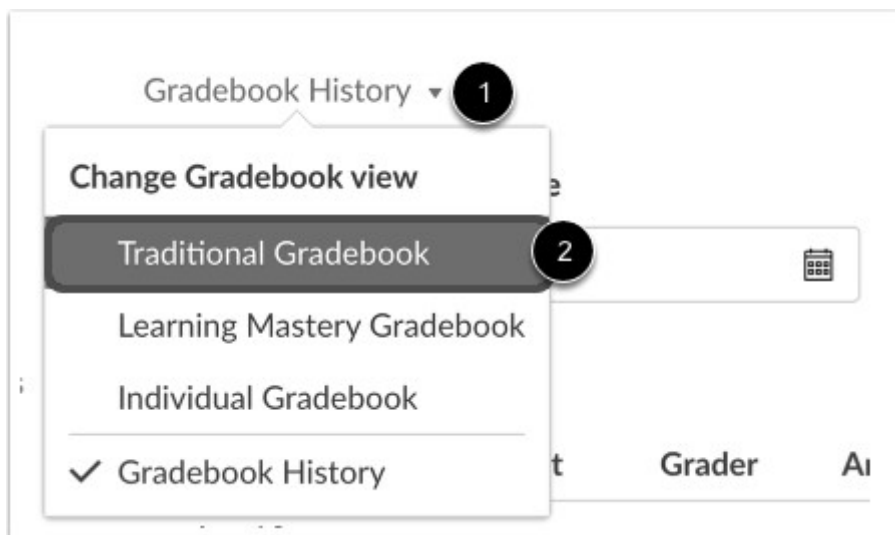 Gradebook History 1
Change Gradebook view
Traditional Gradebook 2
Learning Mastery Gradebook
Individual Gradebook
Gradebook History
Grader